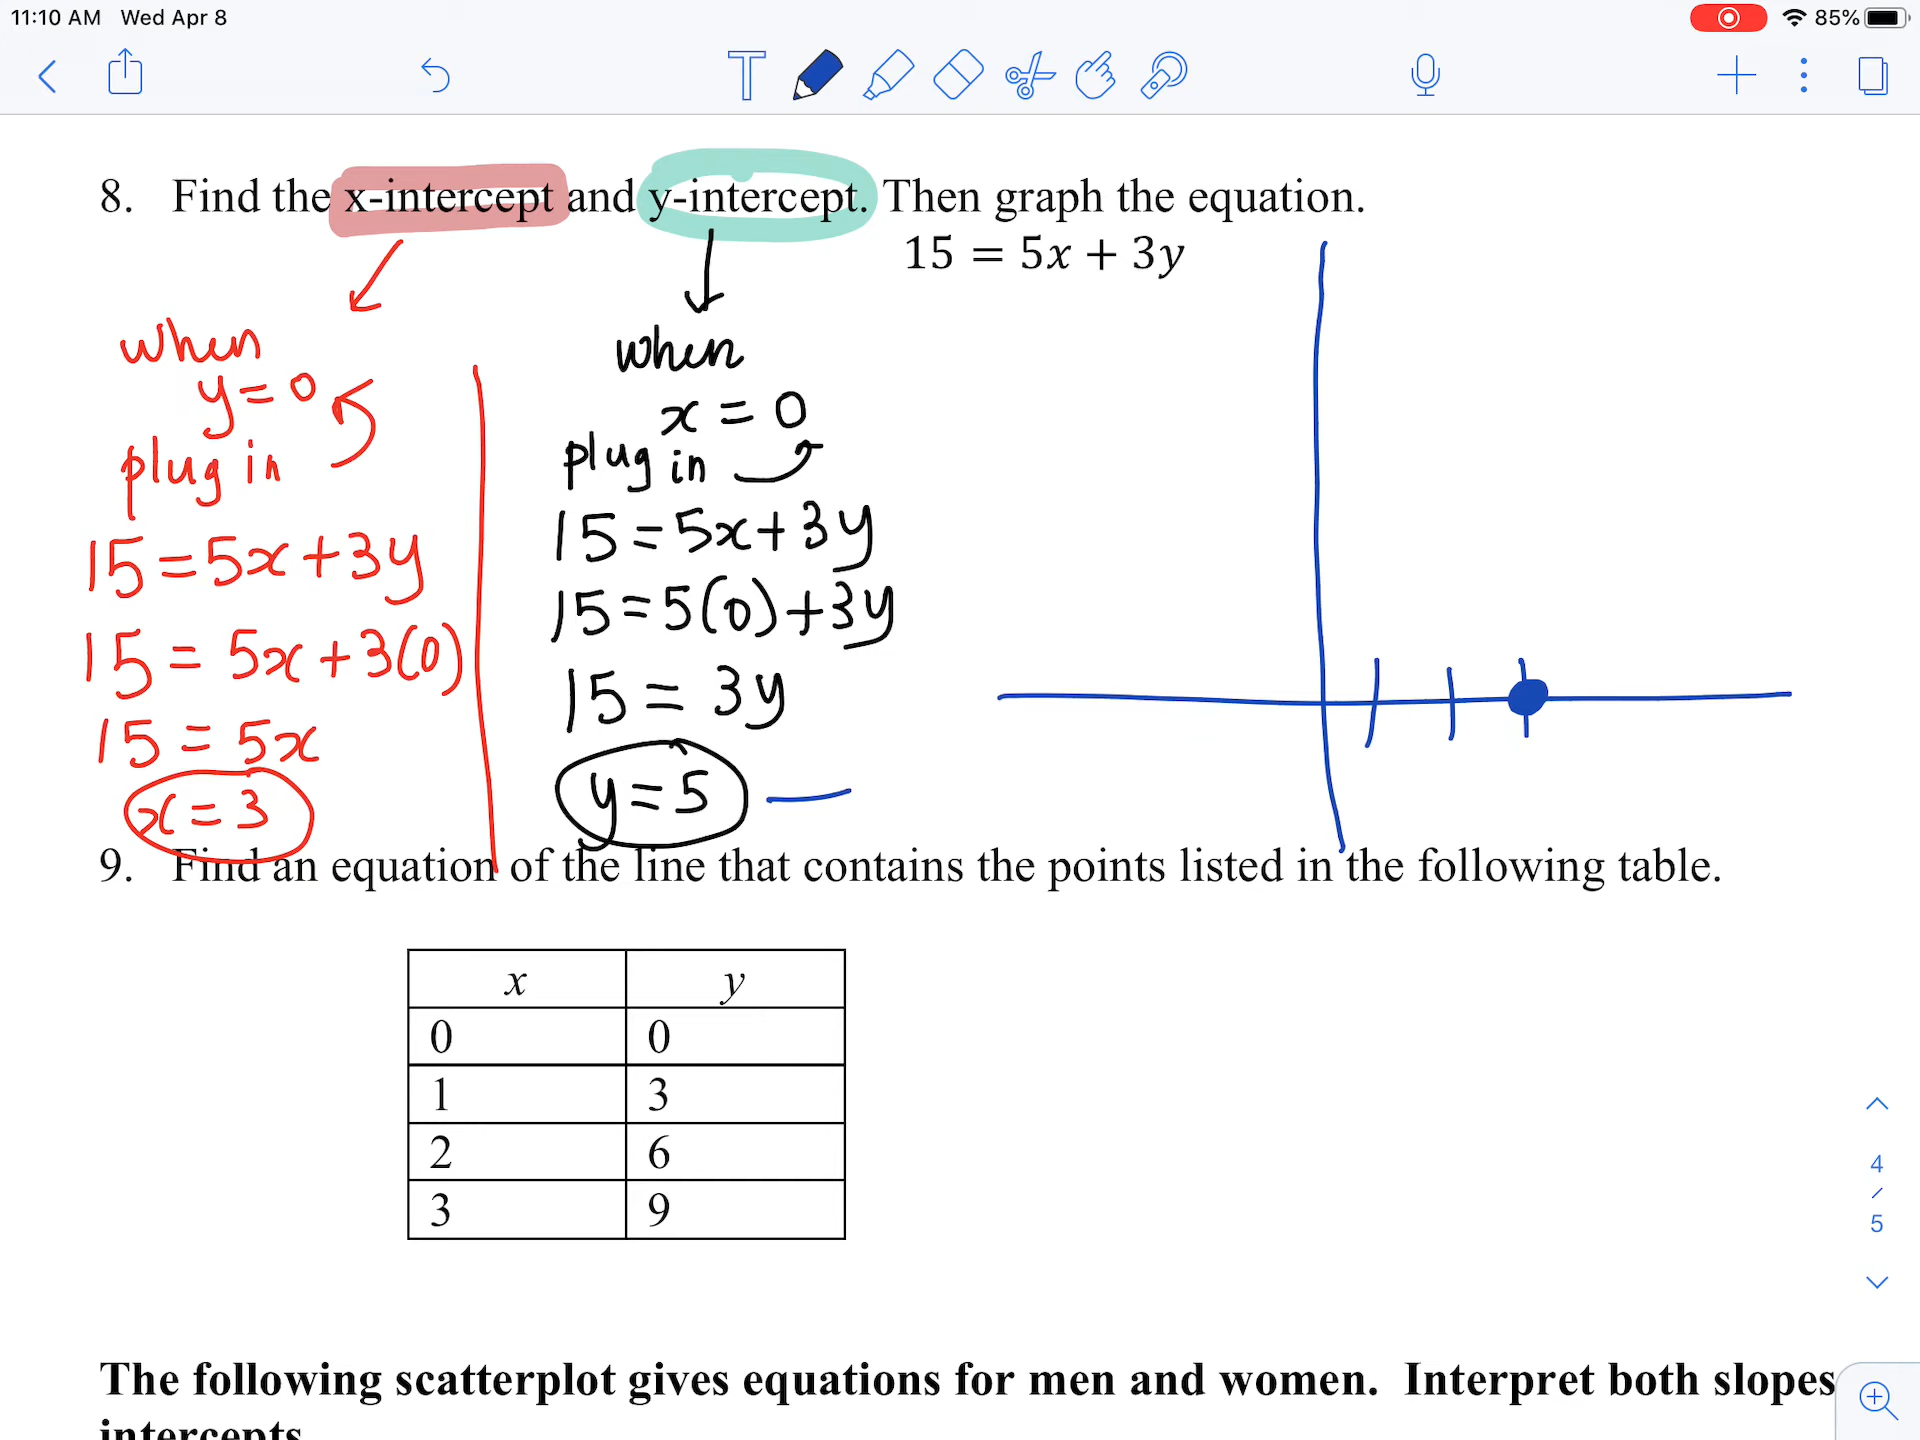 11:10 AM Wed Apr 8
85%
T
8. Find the x-intercept and y-intercept. Then graph the equation.
15 = 5x + 3y
when
y = 0
plug in
15 = 5x + 3y
15 = 5x + 3(0)
15 = 5x
x = 3
when
x = 0
plug in
15 = 5x + 3y
15 = 5(0) + 3y
15 = 3y
y = 5
9. Find an equation of the line that contains the points listed in the following table.
x y
0 0
1 3
2 6
3 9
4
/
5
The following scatterplot gives equations for men and women. Interpret both slopes
intercepts